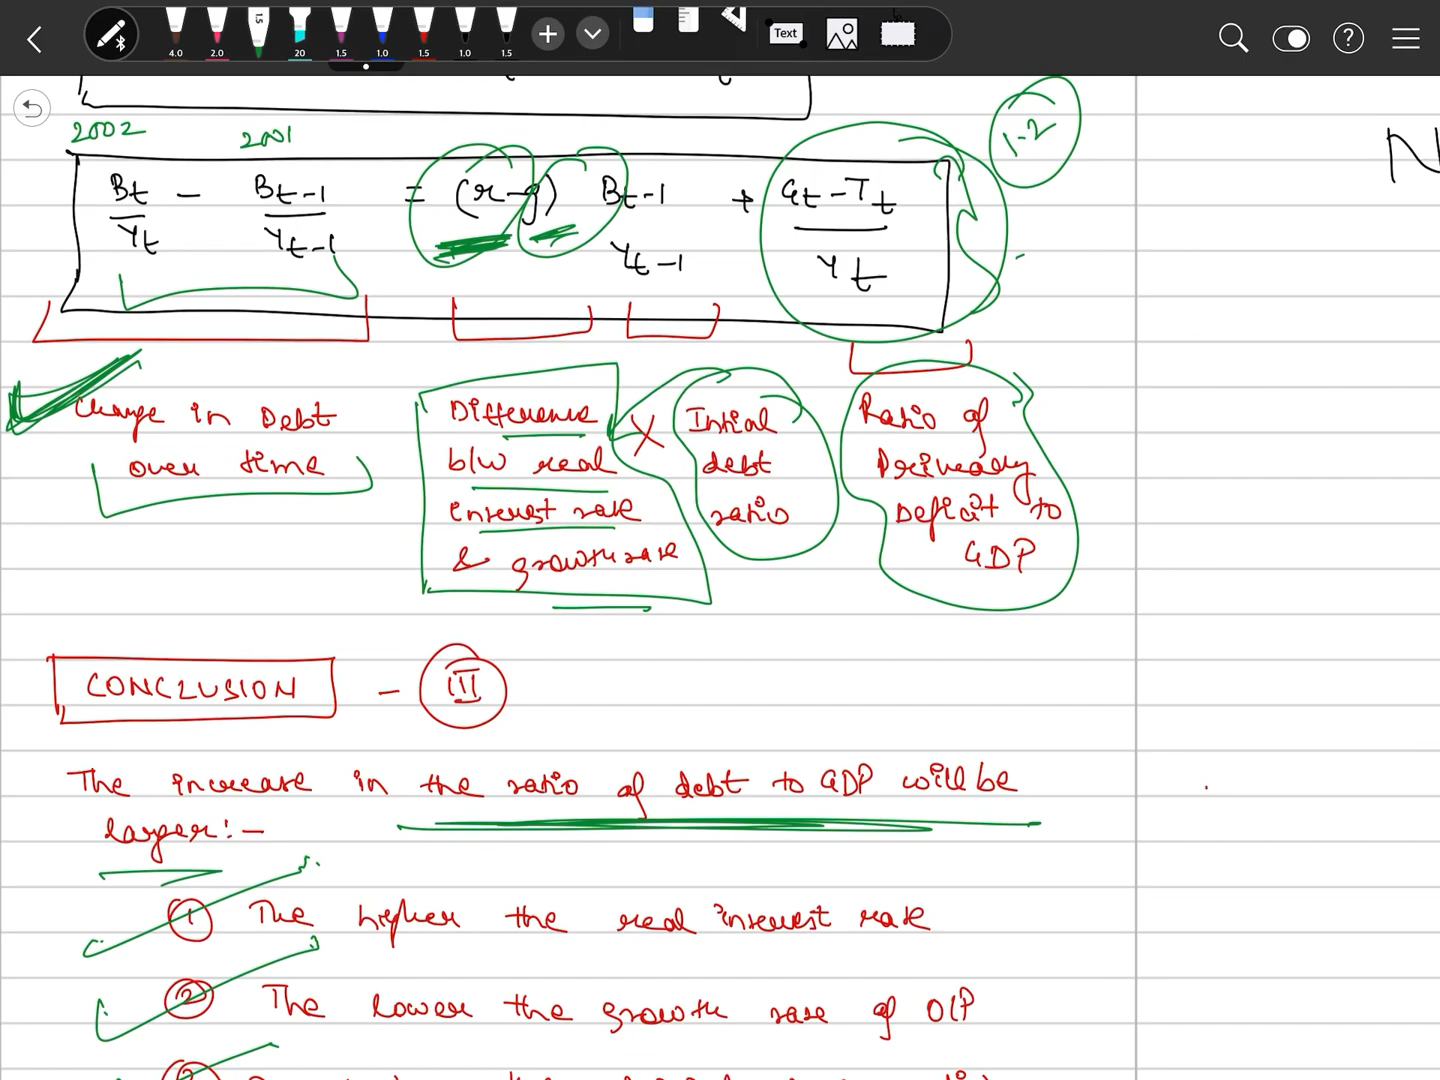 4.0 2.0 1.5 20 1.5 1.0 1.5 1.0 1.5 Text
2002 2001 1-2 N
Bt/Yt - Bt-1/Yt-1 = (r-g) Bt-1/Yt-1 + Gt-Tt/Yt
Change in Debt
over time
Difference
b/w real
interest rate
& growth rate
X
Intial
debt
ratio
Ratio of
Primary
Deficit to
GDP
CONCLUSION - III
The increase in the ratio of debt to GDP will be
larger:-
1 The higher the real interest rate
2 The lower the growth rate of O/P